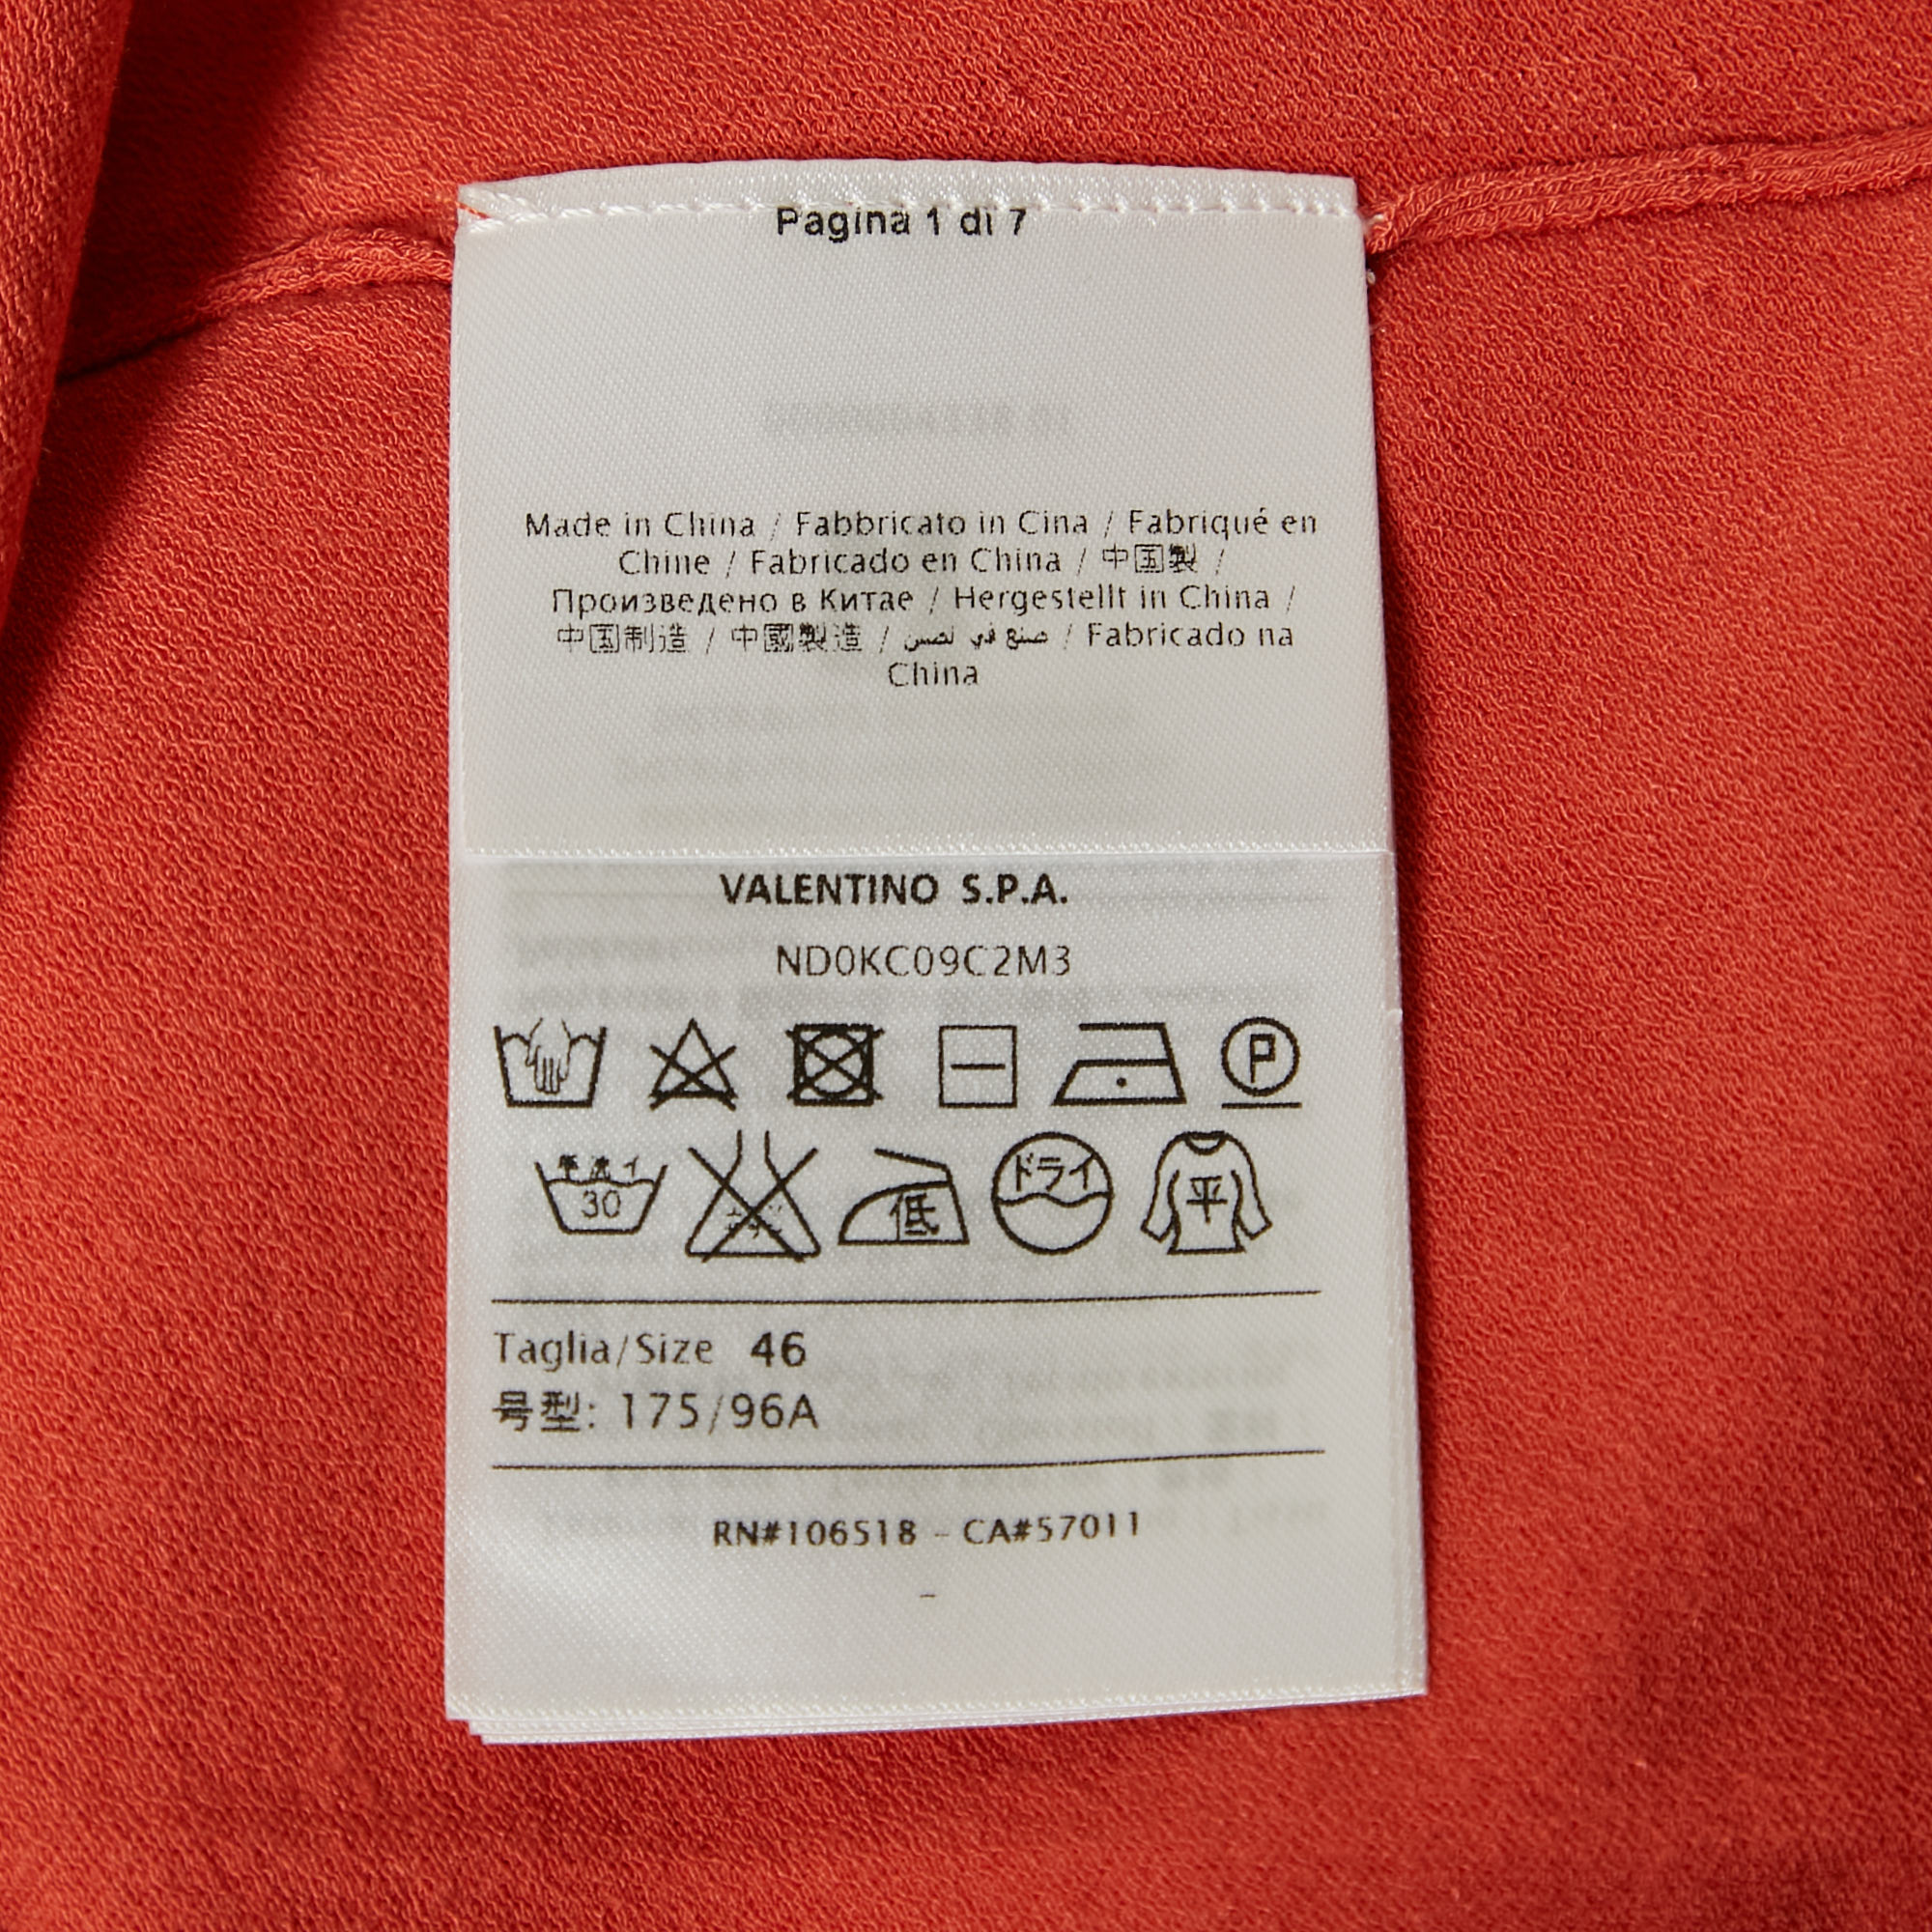 Pagina 1 di 7
Made in China / Fabbricato in Cina / Fabriqué en
Chine / Fabricado en China / 中国製 /
Произведено в Китае / Hergestellt in China /
中国制造 / 中國製造 / صنع في نصس / Fabricado na
China
VALENTINO S.P.A.
ND0KC09C2M3
P
30 低 ドライ 平
Taglia/Size 46
号型: 175/96A
RN#106518 - CA#57011
-